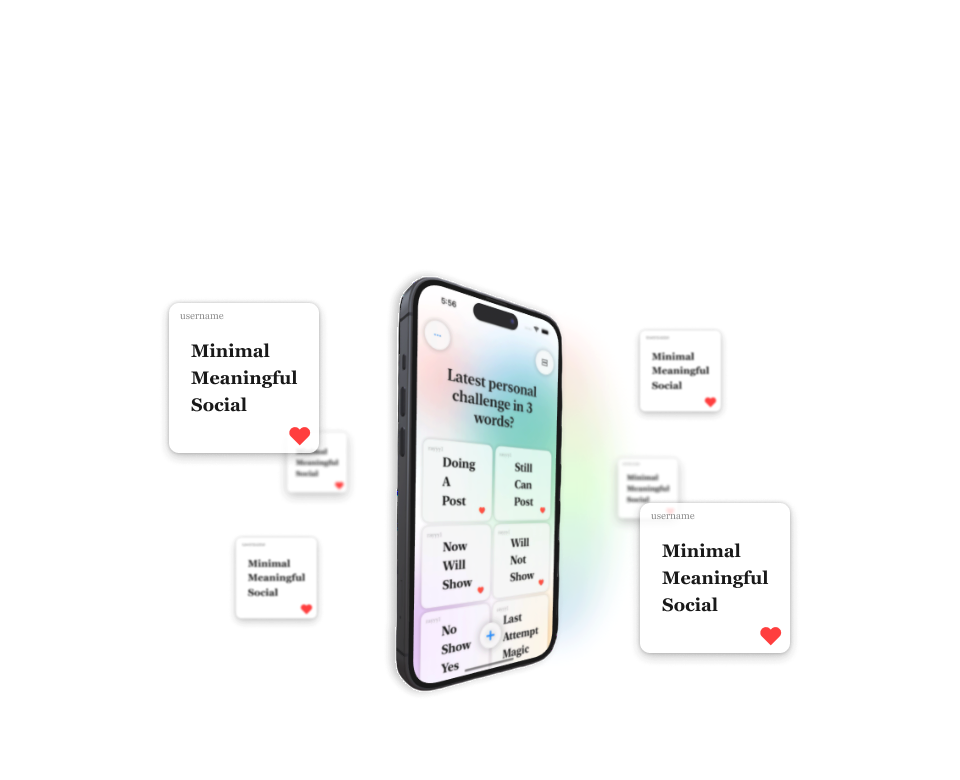 username
Minimal
Meaningful
Social
Meaningful
Social
Minimal
Meaningful
Social
5:56
Latest personal
challenge in 3
words?
Doing
A
Post
Still
Can
Post
Now
Will
Show
Will
Not
Show
No
Show
Yes
Last
Attempt
Magic
Minimal
Meaningful
Social
Minimal
Meaningful
Social
username
Minimal
Meaningful
Social